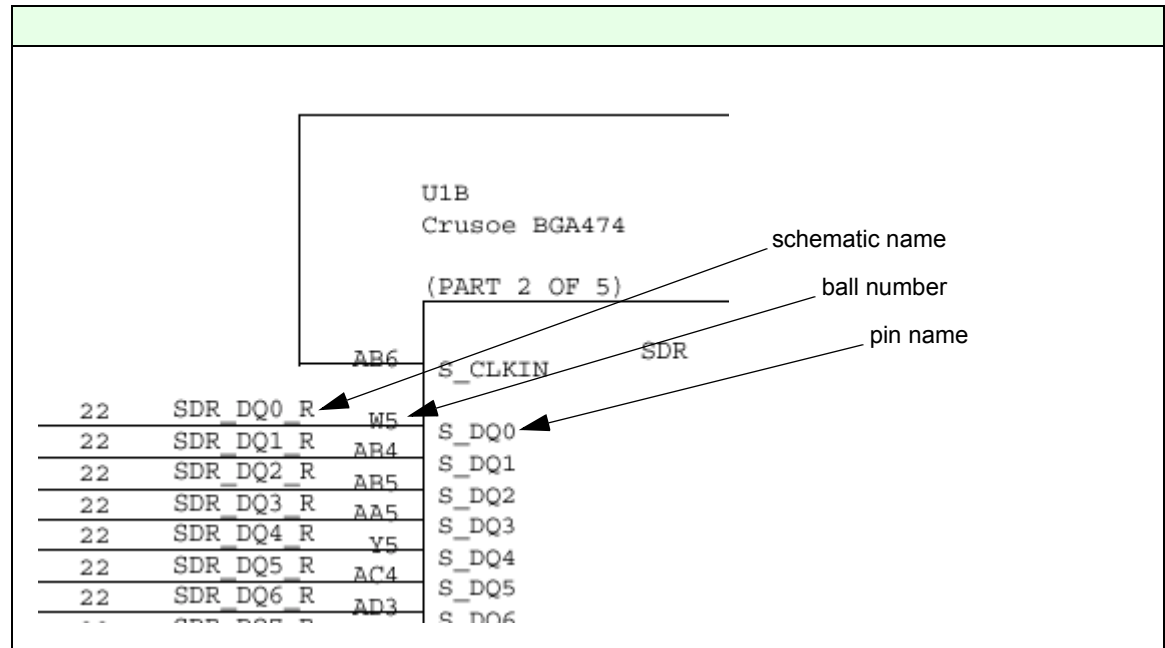 U1B
Crusoe BGA474
schematic name
(PART 2 OF 5)
ball number
pin name
AB6 S_CLKIN SDR
22 SDR_DQ0_R W5 S_DQ0
22 SDR_DQ1_R AB4 S_DQ1
22 SDR_DQ2_R AB5 S_DQ2
22 SDR_DQ3_R AA5 S_DQ3
22 SDR_DQ4_R Y5 S_DQ4
22 SDR_DQ5_R AC4 S_DQ5
22 SDR_DQ6_R AD3 S_DQ6